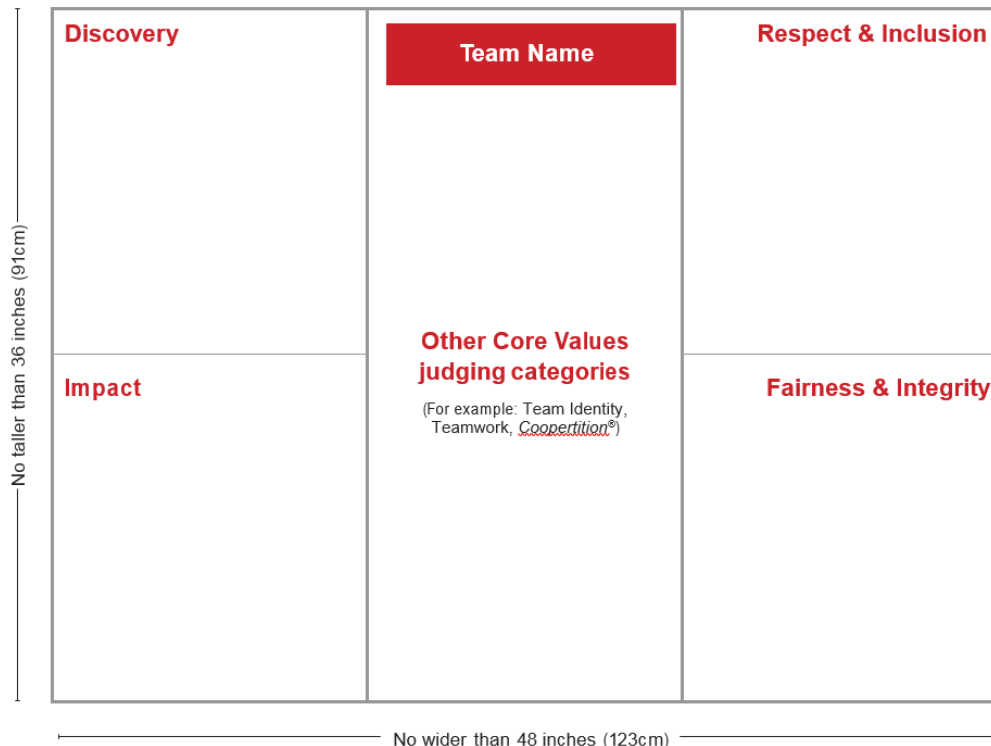 Discovery
Team Name
Respect & Inclusion
No taller than 36 inches (91cm)
Other Core Values
judging categories
(For example: Team Identity,
Teamwork, Coopertition®)
Impact
Fairness & Integrity
No wider than 48 inches (123cm)